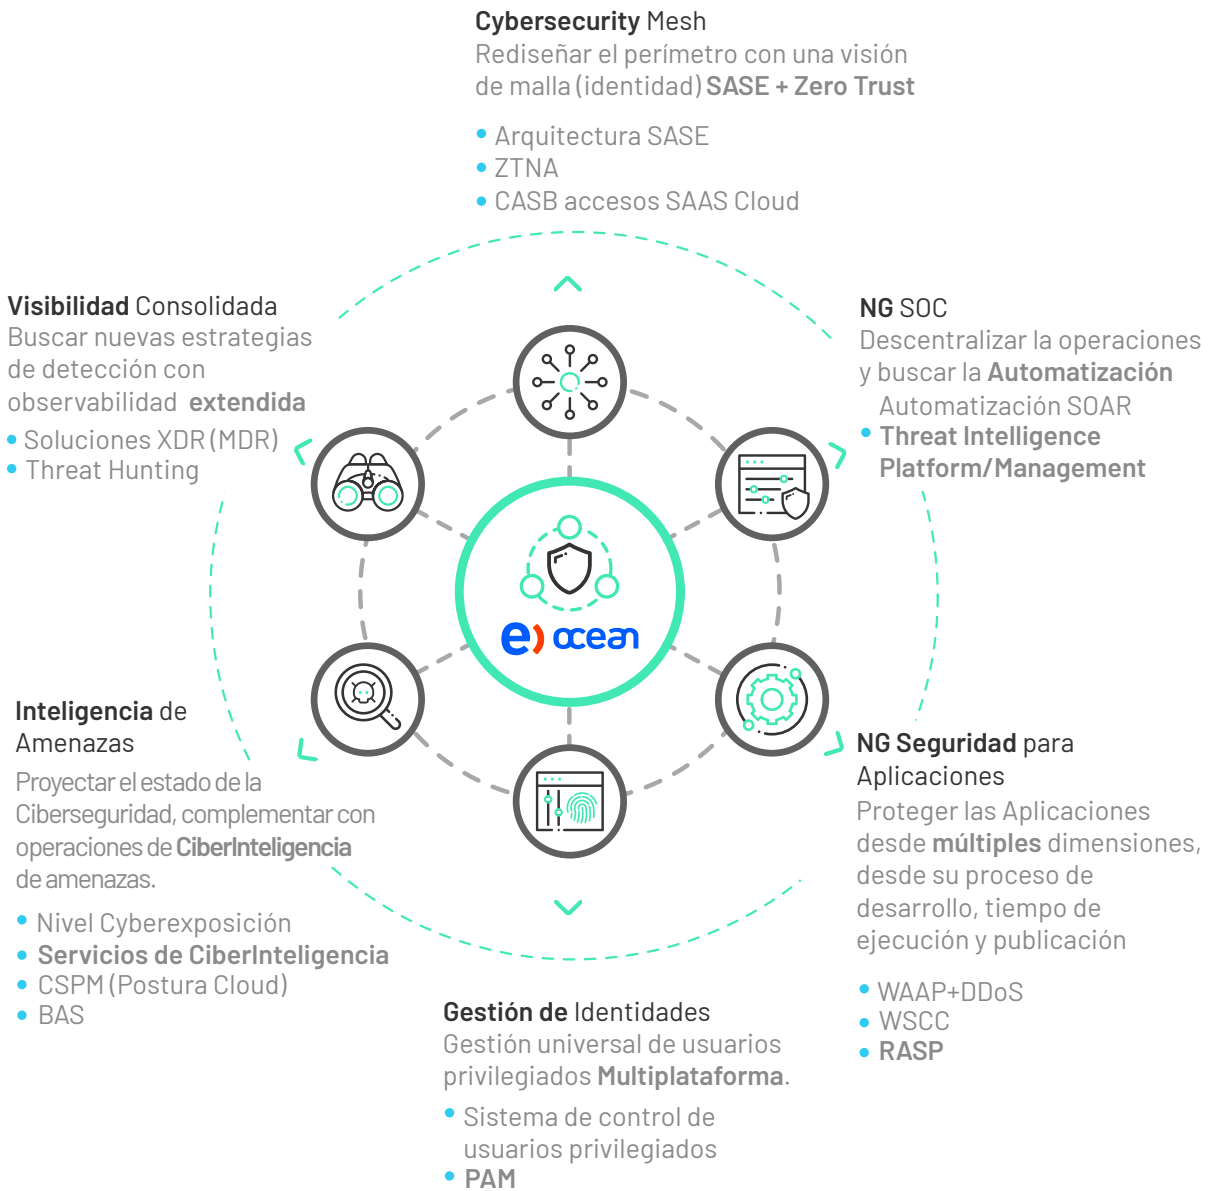 Cybersecurity Mesh
Rediseñar el perímetro con una visión
de malla (identidad) SASE + Zero Trust
• Arquitectura SASE
• ZTNA
• CASB accesos SAAS Cloud
Visibilidad Consolidada
Buscar nuevas estrategias
de detección con
observabilidad extendida
• Soluciones XDR (MDR)
• Threat Hunting
NG SOC
Descentralizar la operaciones
y buscar la Automatización
Automatización SOAR
• Threat Intelligence
Platform/Management
e) ocean
Inteligencia de
Amenazas
Proyectar el estado de la
Ciberseguridad, complementar con
operaciones de CiberInteligencia
de amenazas.
• Nivel Cyberexposición
• Servicios de CiberInteligencia
• CSPM (Postura Cloud)
• BAS
NG Seguridad para
Aplicaciones
Proteger las Aplicaciones
desde múltiples dimensiones,
desde su proceso de
desarrollo, tiempo de
ejecución y publicación
• WAAP+DDoS
• WSCC
• RASP
Gestión de Identidades
Gestión universal de usuarios
privilegiados Multiplataforma.
• Sistema de control de
usuarios privilegiados
• PAM